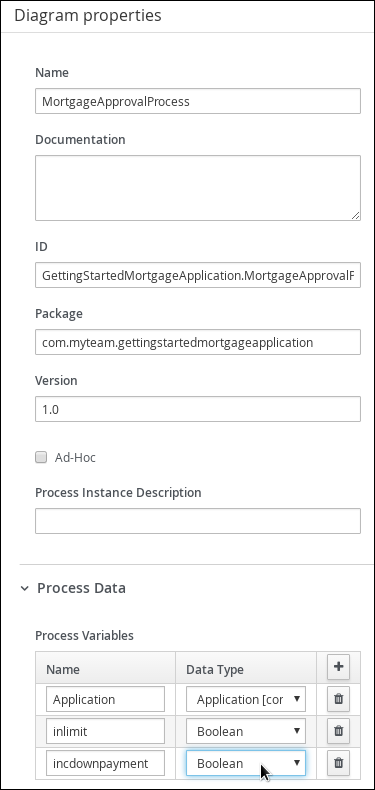 Diagram properties
Name
MortgageApprovalProcess
Documentation
ID
GettingStartedMortgageApplication.MortgageApprovalP
Package
com.myteam.gettingstartedmortgageapplication
Version
1.0
Ad-Hoc
Process Instance Description
Process Data
Process Variables
Name Data Type
Application Application [cor
inlimit Boolean
incdownpayment Boolean